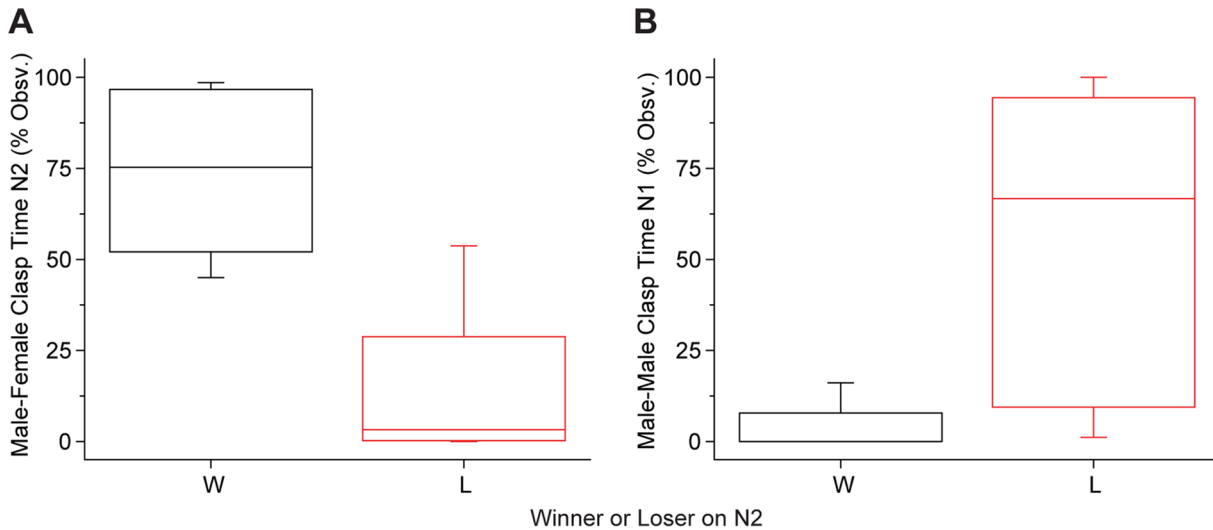 A
Male-Female Clasp Time N2 (% Obsv.)
100
75
50
25
0
W
L
B
Male-Male Clasp Time N1 (% Obsv.)
100
75
50
25
0
W
L
Winner or Loser on N2